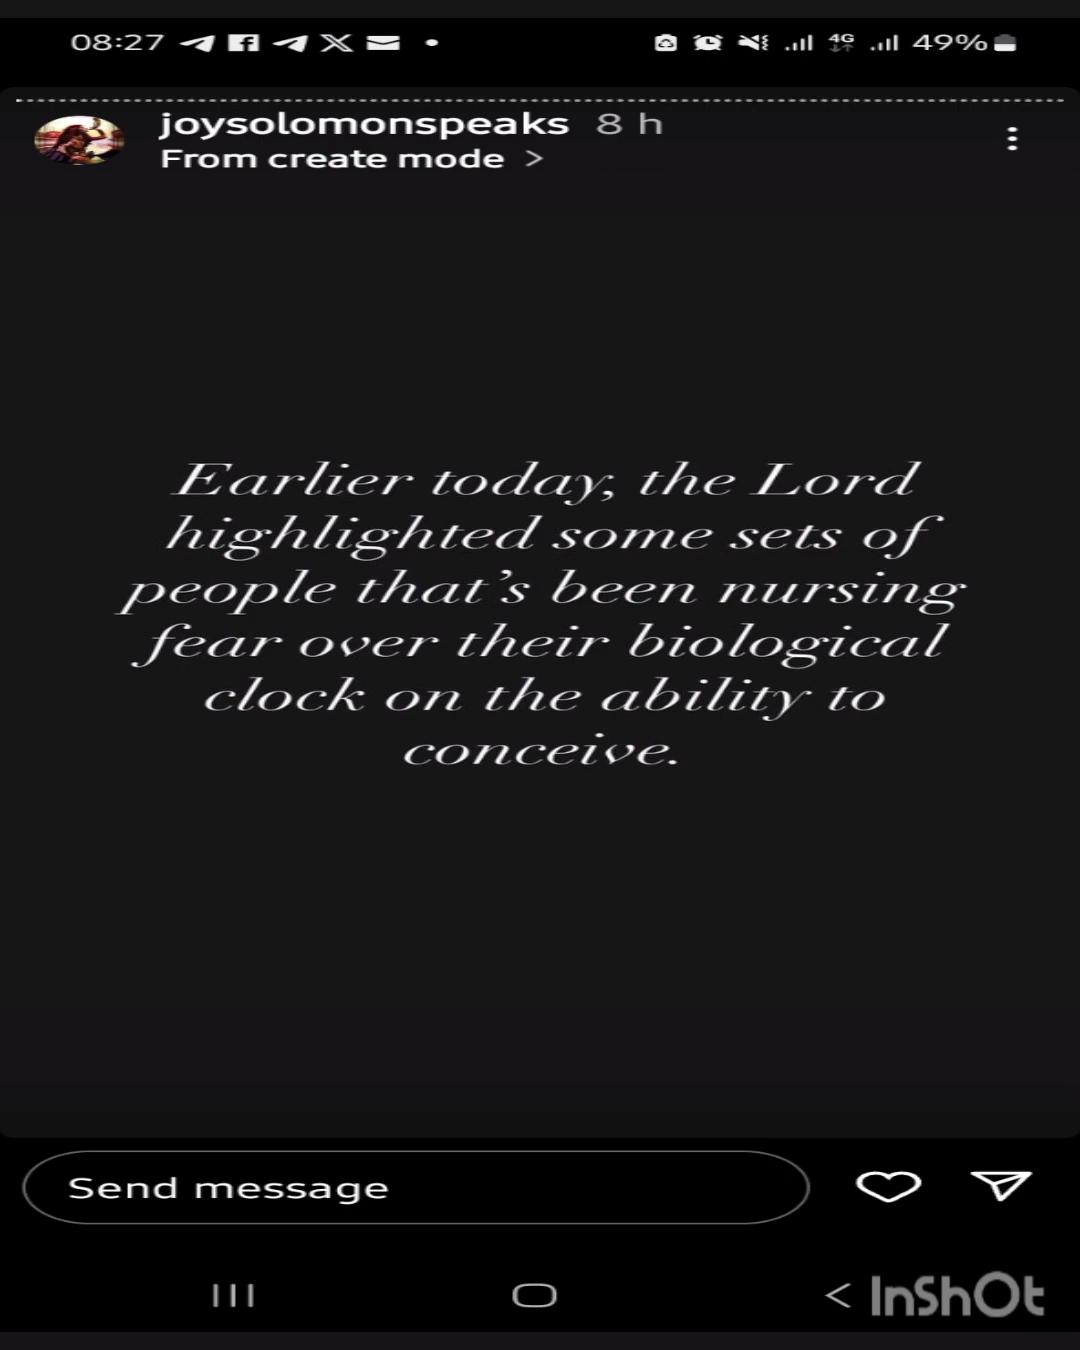 08:27 49%
4G
joysolomonspeaks 8 h
From create mode >
Earlier today, the Lord
highlighted some sets of
people that’s been nursing
fear over their biological
clock on the ability to
conceive.
Send message
InShOt